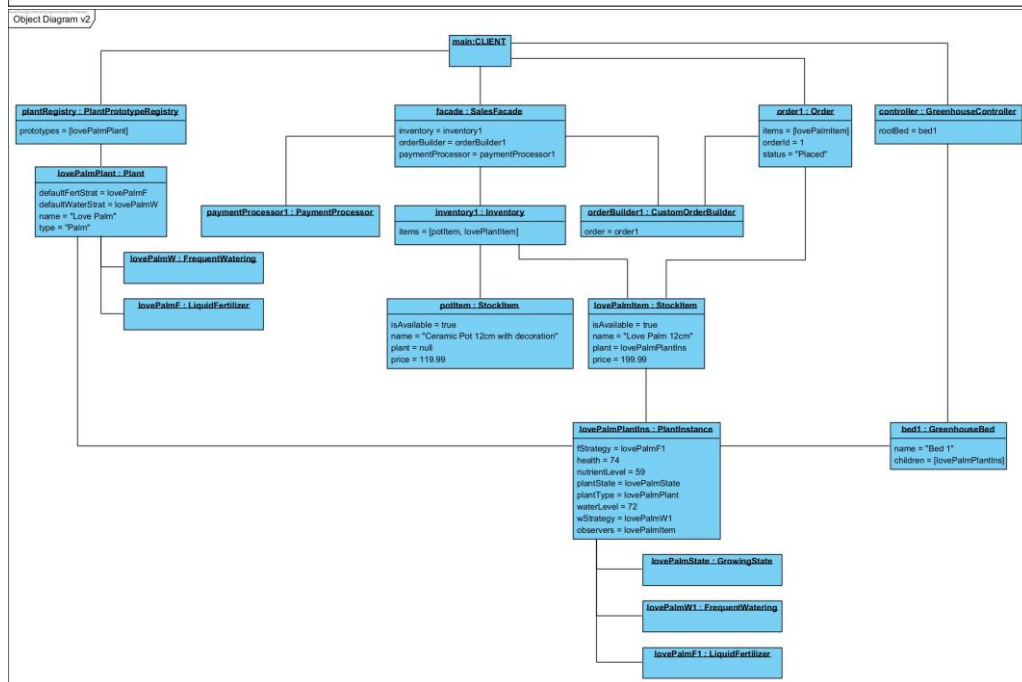 Object Diagram v2
main:CLIENT
plantRegistry : PlantPrototypeRegistry
prototypes = [lovePalmPlant]
facade : SalesFacade
inventory = inventory1
orderBuilder = orderBuilder1
paymentProcessor = paymentProcessor1
order1 : Order
items = [lovePalmItem]
orderId = 1
status = "Placed"
controller : GreenhouseController
rootBed = bed1
lovePalmPlant : Plant
defaultFertStrat = lovePalmF
defaultWaterStrat = lovePalmW
name = "Love Palm"
type = "Palm"
paymentProcessor1 : PaymentProcessor
inventory1 : Inventory
items = [potItem, lovePlantItem]
orderBuilder1 : CustomOrderBuilder
order = order1
lovePalmW : FrequentWatering
lovePalmF : LiquidFertilizer
potItem : StockItem
isAvailable = true
name = "Ceramic Pot 12cm with decoration"
plant = null
price = 119.99
lovePalmItem : StockItem
isAvailable = true
name = "Love Palm 12cm"
plant = lovePalmPlantIns
price = 199.99
lovePalmPlantIns : PlantInstance
fStrategy = lovePalmF1
health = 74
nutrientLevel = 59
plantState = lovePalmState
plantType = lovePalmPlant
waterLevel = 72
wStrategy = lovePalmW1
observers = lovePalmItem
bed1 : GreenhouseBed
name = "Bed 1"
children = [lovePalmPlantIns]
lovePalmState : GrowingState
lovePalmW1 : FrequentWatering
lovePalmF1 : LiquidFertilizer